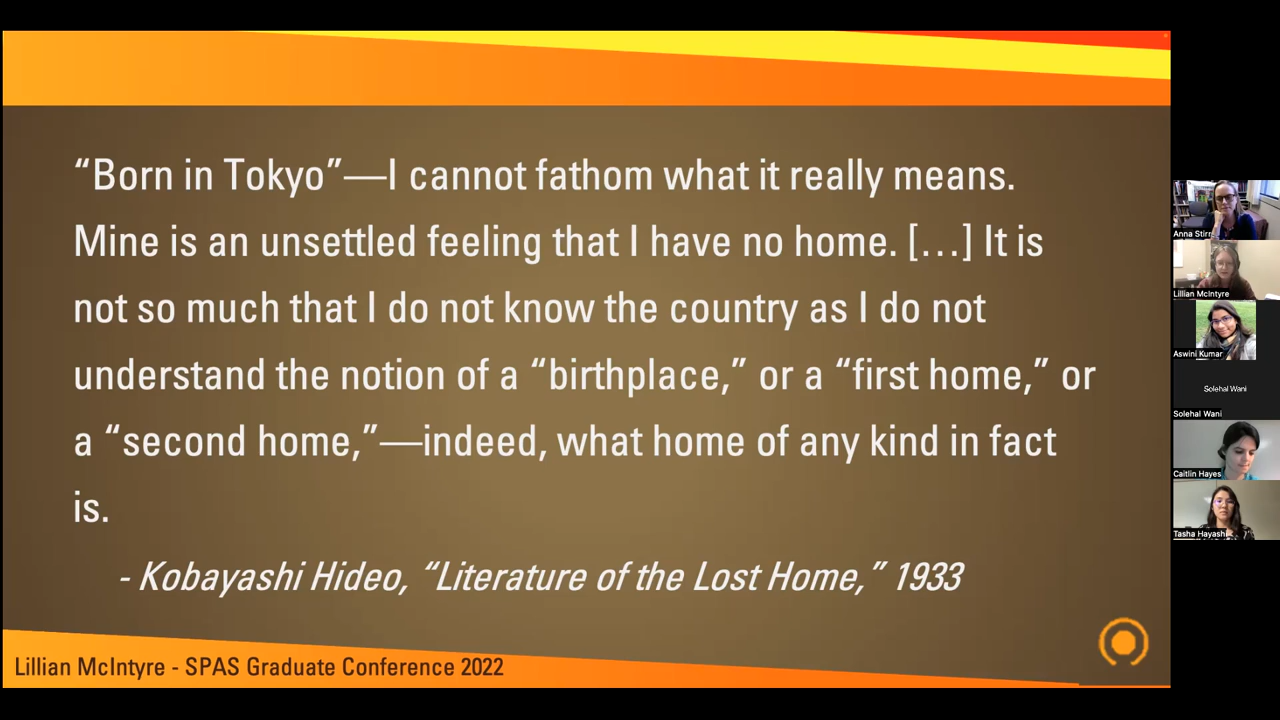 “Born in Tokyo”—I cannot fathom what it really means.
Mine is an unsettled feeling that I have no home. […] It is
not so much that I do not know the country as I do not
understand the notion of a “birthplace,” or a “first home,” or
a “second home,”—indeed, what home of any kind in fact
is.
- Kobayashi Hideo, “Literature of the Lost Home,” 1933
Lillian McIntyre - SPAS Graduate Conference 2022
Anna Stirr
Lillian McIntyre
Aswini Kumar
Solehal Wani
Solehal Wani
Caitlin Hayes
Tasha Hayashi